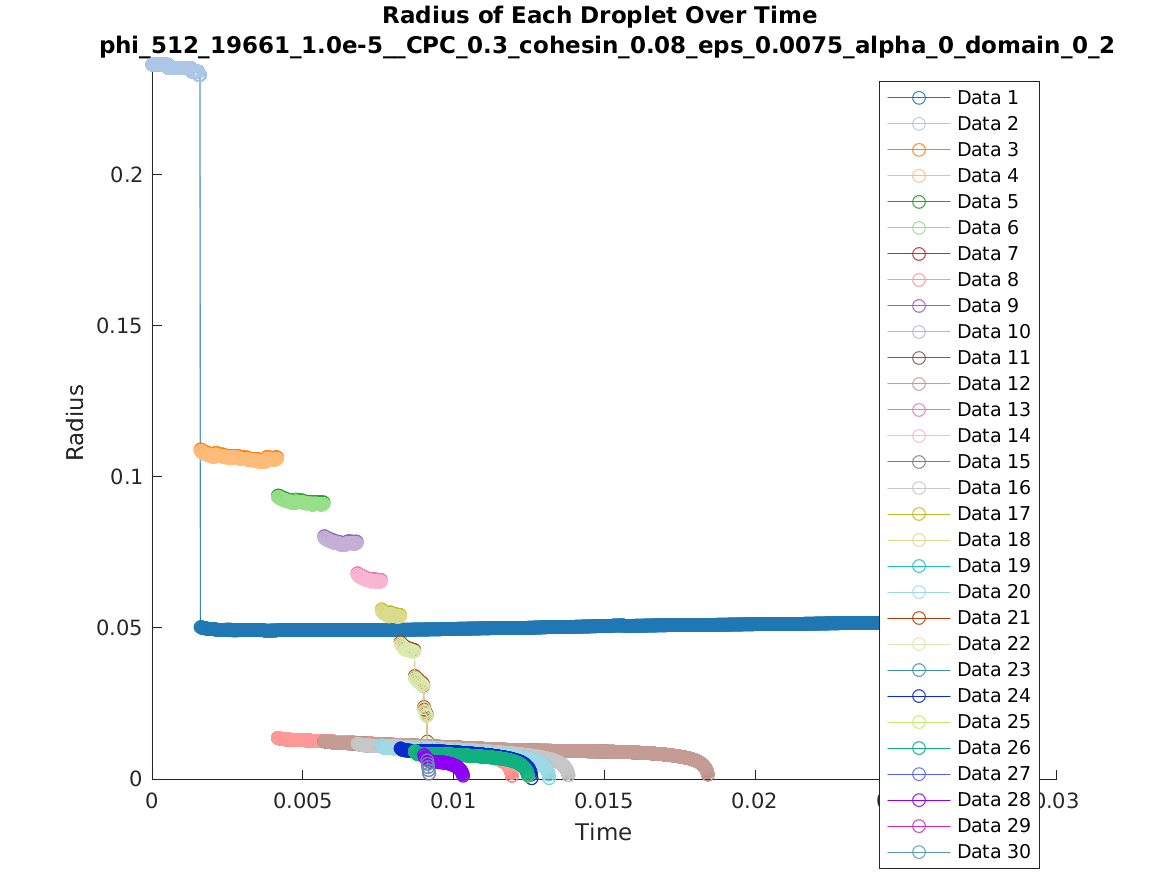 Radius of Each Droplet Over Time
phi_512_19661_1.0e-5__CPC_0.3_cohesin_0.08_eps_0.0075_alpha_0_domain_0_2
Radius
0.2
0.15
0.1
0.05
0
0
0.005
0.01
0.015
0.02
0.03
Time
Data 1
Data 2
Data 3
Data 4
Data 5
Data 6
Data 7
Data 8
Data 9
Data 10
Data 11
Data 12
Data 13
Data 14
Data 15
Data 16
Data 17
Data 18
Data 19
Data 20
Data 21
Data 22
Data 23
Data 24
Data 25
Data 26
Data 27
Data 28
Data 29
Data 30